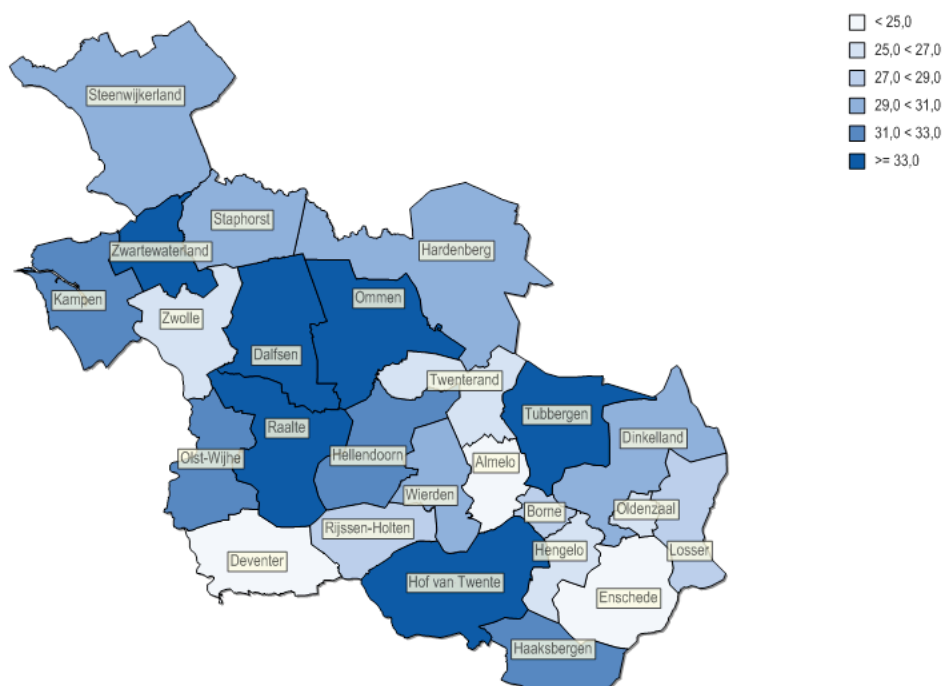 < 25,0
25,0 < 27,0
27,0 < 29,0
29,0 < 31,0
31,0 < 33,0
>= 33,0
Steenwijkerland
Staphorst
Zwartewaterland
Hardenberg
Kampen
Ommen
Zwolle
Dalfsen
Twenterand
Tubbergen
Raalte
Dinkelland
Olst-Wijhe
Hellendoorn
Almelo
Wierden
Borne
Oldenzaal
Rijssen-Holten
Hengelo
Losser
Deventer
Hof van Twente
Enschede
Haaksbergen